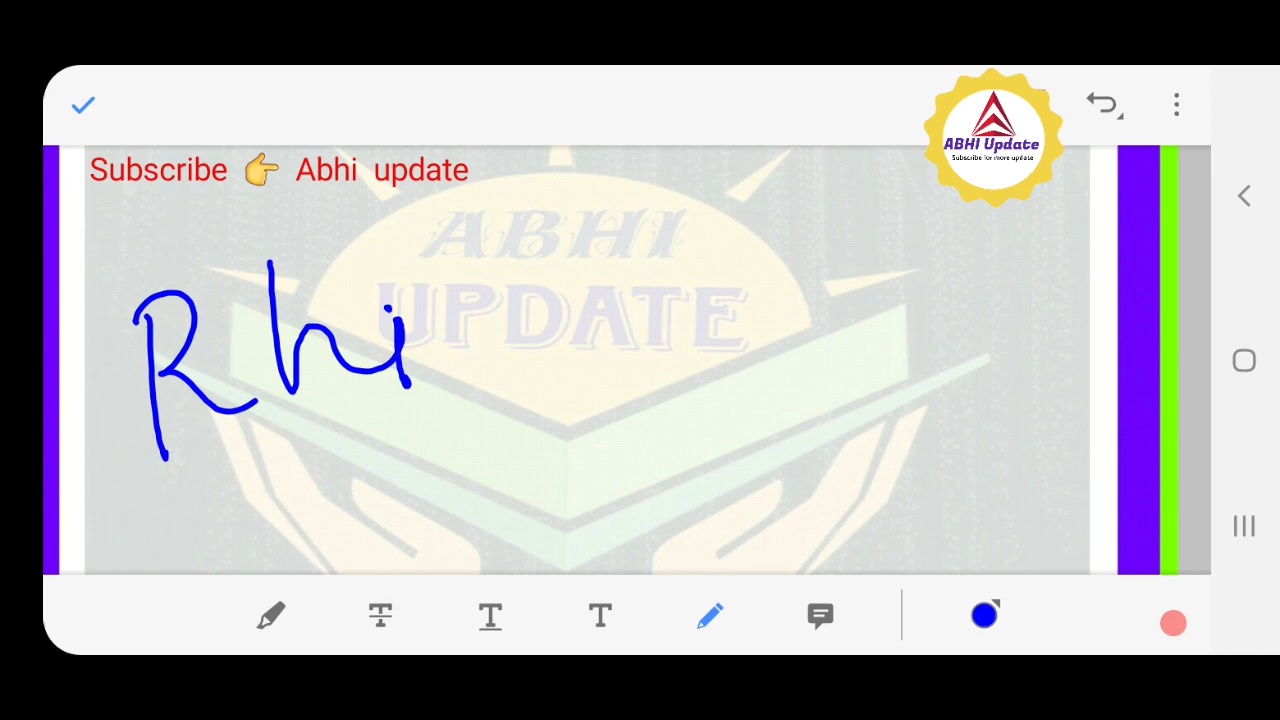 ABHI Update
Subscribe for more update
Subscribe 👉 Abhi update
ABHI
UPDATE
Rhi